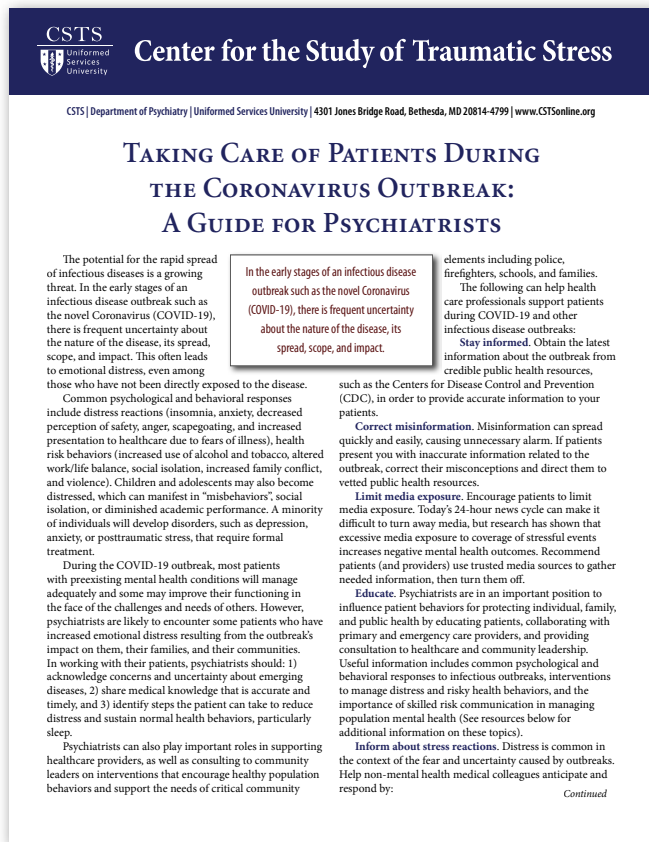 CSTS
Uniformed
Services
University
Center for the Study of Traumatic Stress
CSTS | Department of Psychiatry | Uniformed Services University | 4301 Jones Bridge Road, Bethesda, MD 20814-4799 | www.CSTSonline.org
Taking Care of Patients During
the Coronavirus Outbreak:
A Guide for Psychiatrists
The potential for the rapid spread
of infectious diseases is a growing
threat. In the early stages of an
infectious disease outbreak such as
the novel Coronavirus (COVID-19),
there is frequent uncertainty about
the nature of the disease, its spread,
scope, and impact. This often leads
to emotional distress, even among
those who have not been directly exposed to the disease.
Common psychological and behavioral responses
include distress reactions (insomnia, anxiety, decreased
perception of safety, anger, scapegoating, and increased
presentation to healthcare due to fears of illness), health
risk behaviors (increased use of alcohol and tobacco, altered
work/life balance, social isolation, increased family conflict,
and violence). Children and adolescents may also become
distressed, which can manifest in “misbehaviors”, social
isolation, or diminished academic performance. A minority
of individuals will develop disorders, such as depression,
anxiety, or posttraumatic stress, that require formal
treatment.
During the COVID-19 outbreak, most patients
with preexisting mental health conditions will manage
adequately and some may improve their functioning in
the face of the challenges and needs of others. However,
psychiatrists are likely to encounter some patients who have
increased emotional distress resulting from the outbreak’s
impact on them, their families, and their communities.
In working with their patients, psychiatrists should: 1)
acknowledge concerns and uncertainty about emerging
diseases, 2) share medical knowledge that is accurate and
timely, and 3) identify steps the patient can take to reduce
distress and sustain normal health behaviors, particularly
sleep.
Psychiatrists can also play important roles in supporting
healthcare providers, as well as consulting to community
leaders on interventions that encourage healthy population
behaviors and support the needs of critical community
In the early stages of an infectious disease
outbreak such as the novel Coronavirus
(COVID-19), there is frequent uncertainty
about the nature of the disease, its
spread, scope, and impact.
elements including police,
firefighters, schools, and families.
The following can help health
care professionals support patients
during COVID-19 and other
infectious disease outbreaks:
Stay informed. Obtain the latest
information about the outbreak from
credible public health resources,
such as the Centers for Disease Control and Prevention
(CDC), in order to provide accurate information to your
patients.
Correct misinformation. Misinformation can spread
quickly and easily, causing unnecessary alarm. If patients
present you with inaccurate information related to the
outbreak, correct their misconceptions and direct them to
vetted public health resources.
Limit media exposure. Encourage patients to limit
media exposure. Today’s 24-hour news cycle can make it
difficult to turn away media, but research has shown that
excessive media exposure to coverage of stressful events
increases negative mental health outcomes. Recommend
patients (and providers) use trusted media sources to gather
needed information, then turn them off.
Educate. Psychiatrists are in an important position to
influence patient behaviors for protecting individual, family,
and public health by educating patients, collaborating with
primary and emergency care providers, and providing
consultation to healthcare and community leadership.
Useful information includes common psychological and
behavioral responses to infectious outbreaks, interventions
to manage distress and risky health behaviors, and the
importance of skilled risk communication in managing
population mental health (See resources below for
additional information on these topics).
Inform about stress reactions. Distress is common in
the context of the fear and uncertainty caused by outbreaks.
Help non-mental health medical colleagues anticipate and
respond by:
Continued